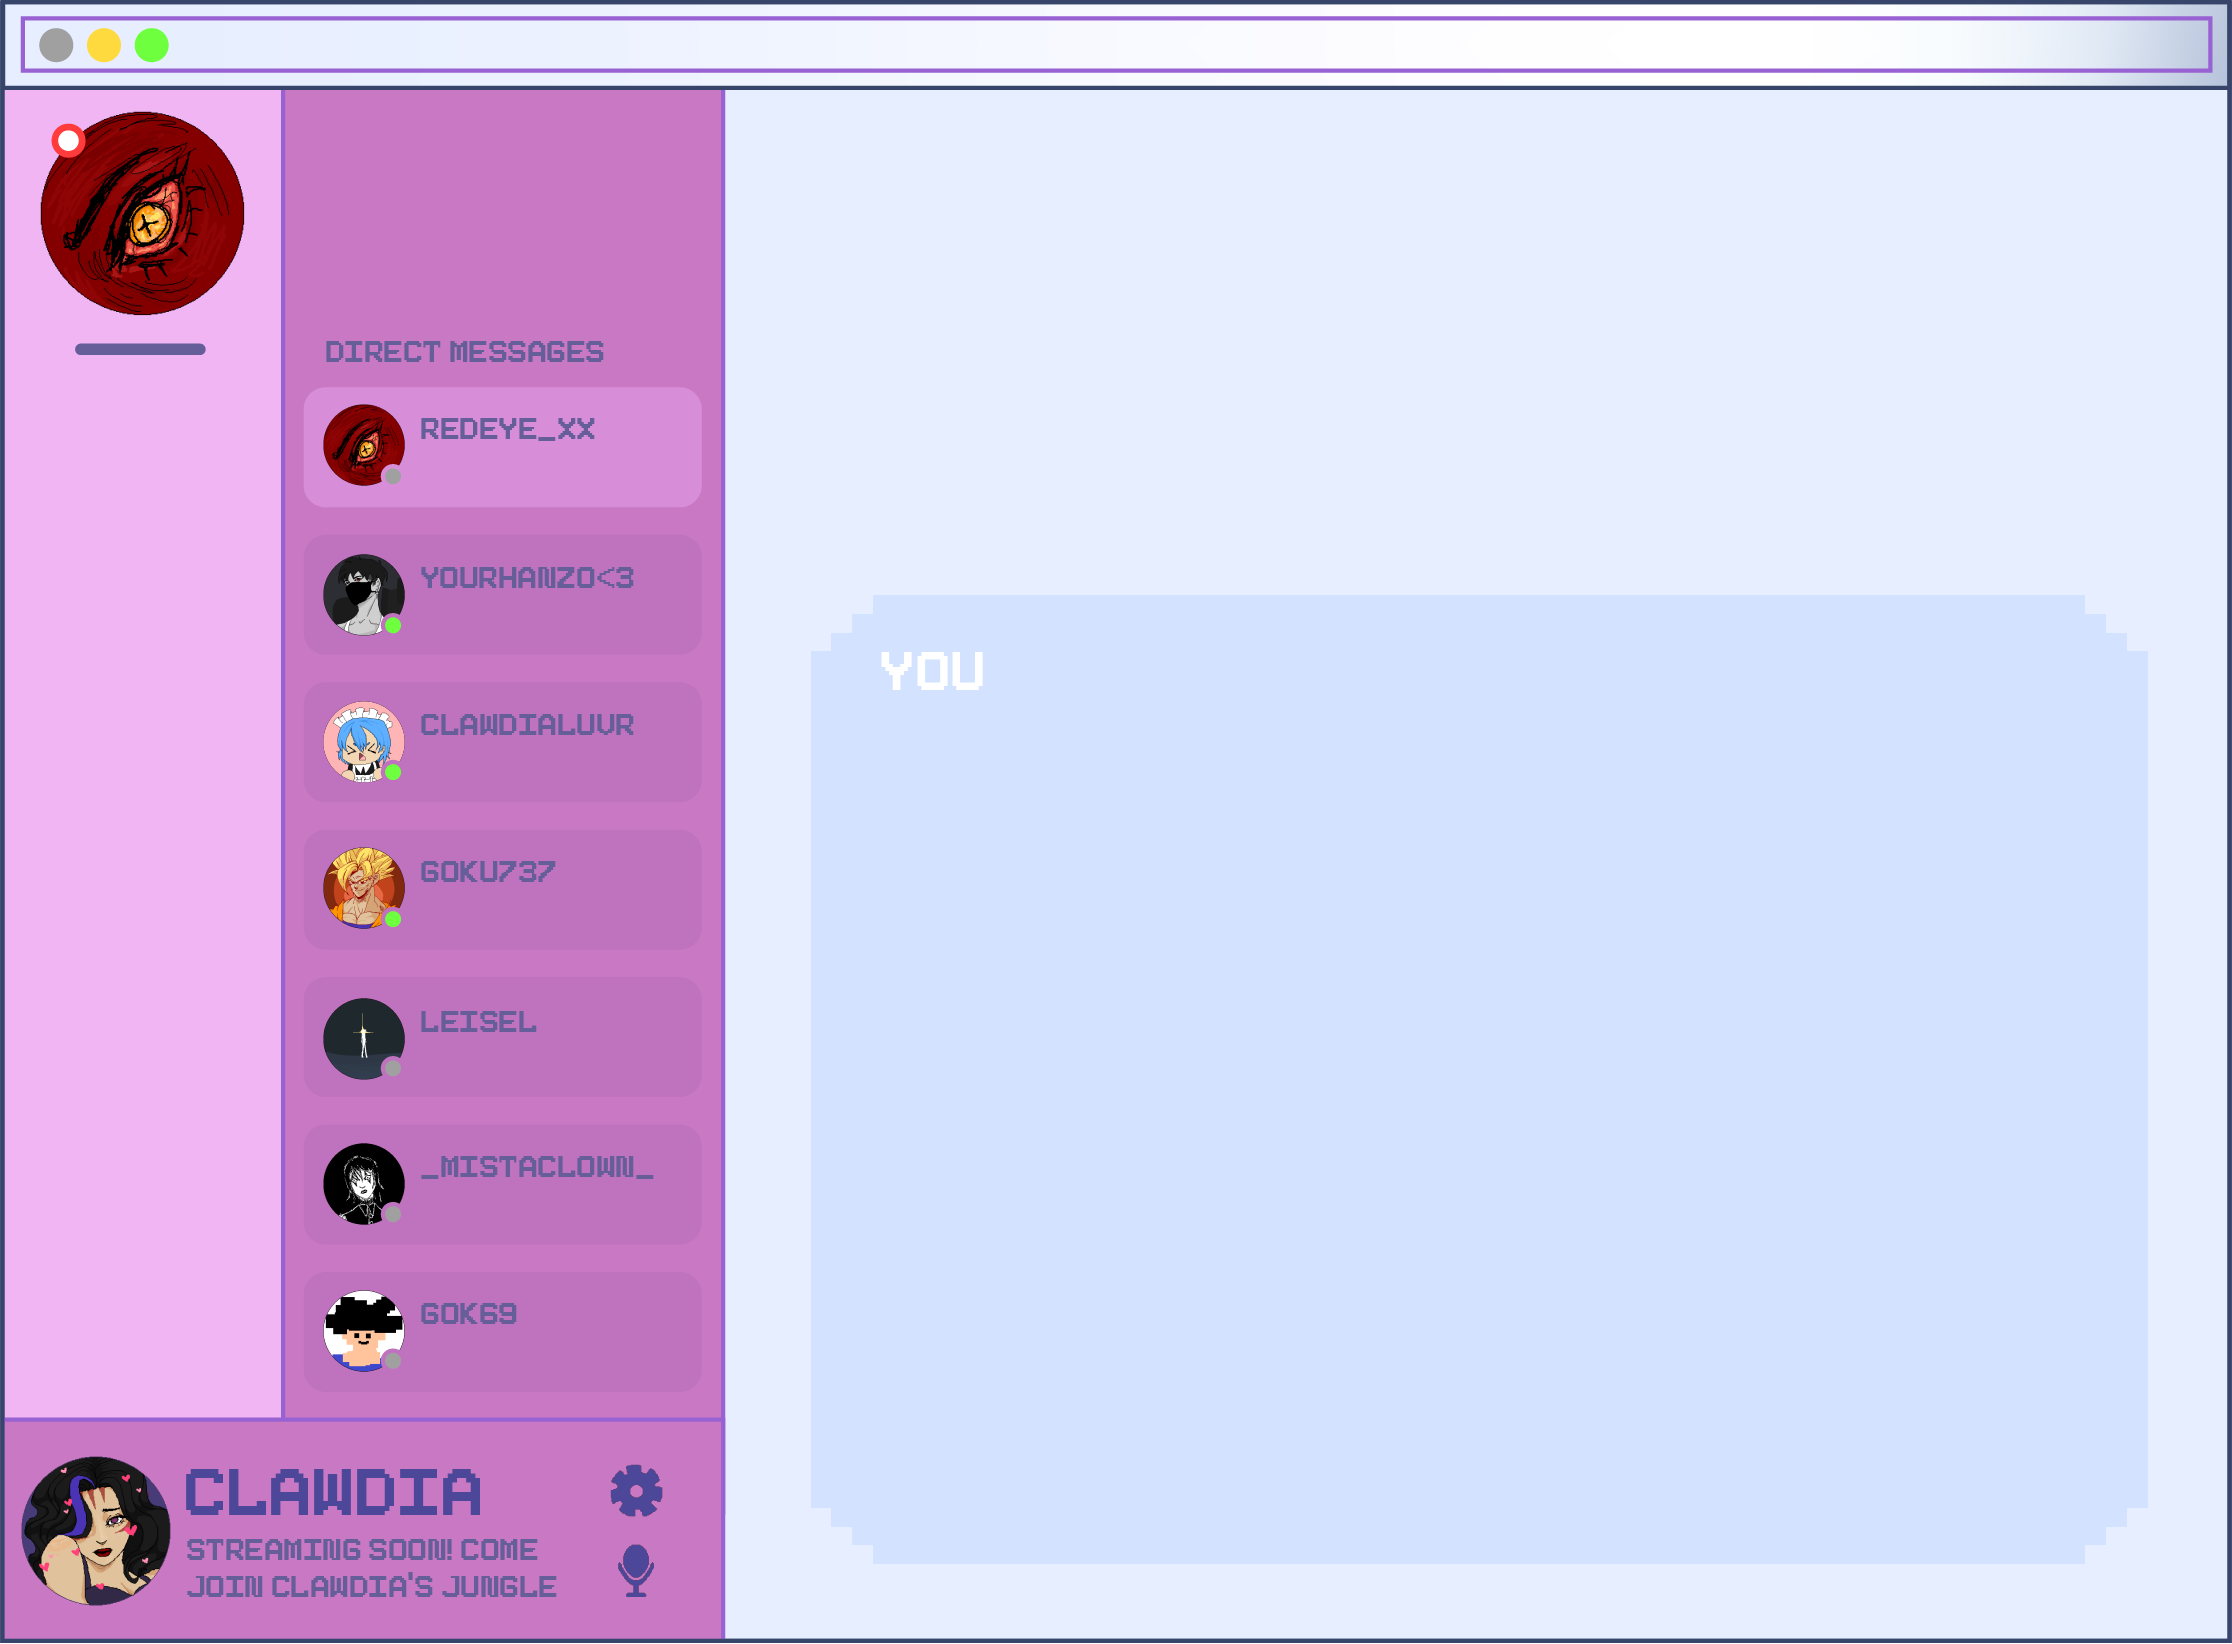 DIRECT MESSAGES
REDEYE_XX
YOURHANZO<3
CLAWDIALUVR
GOKU737
LEISEL
_MISTACLOWN_
GOK69
YOU
CLAWDIA
STREAMING SOON! COME
JOIN CLAWDIA'S JUNGLE